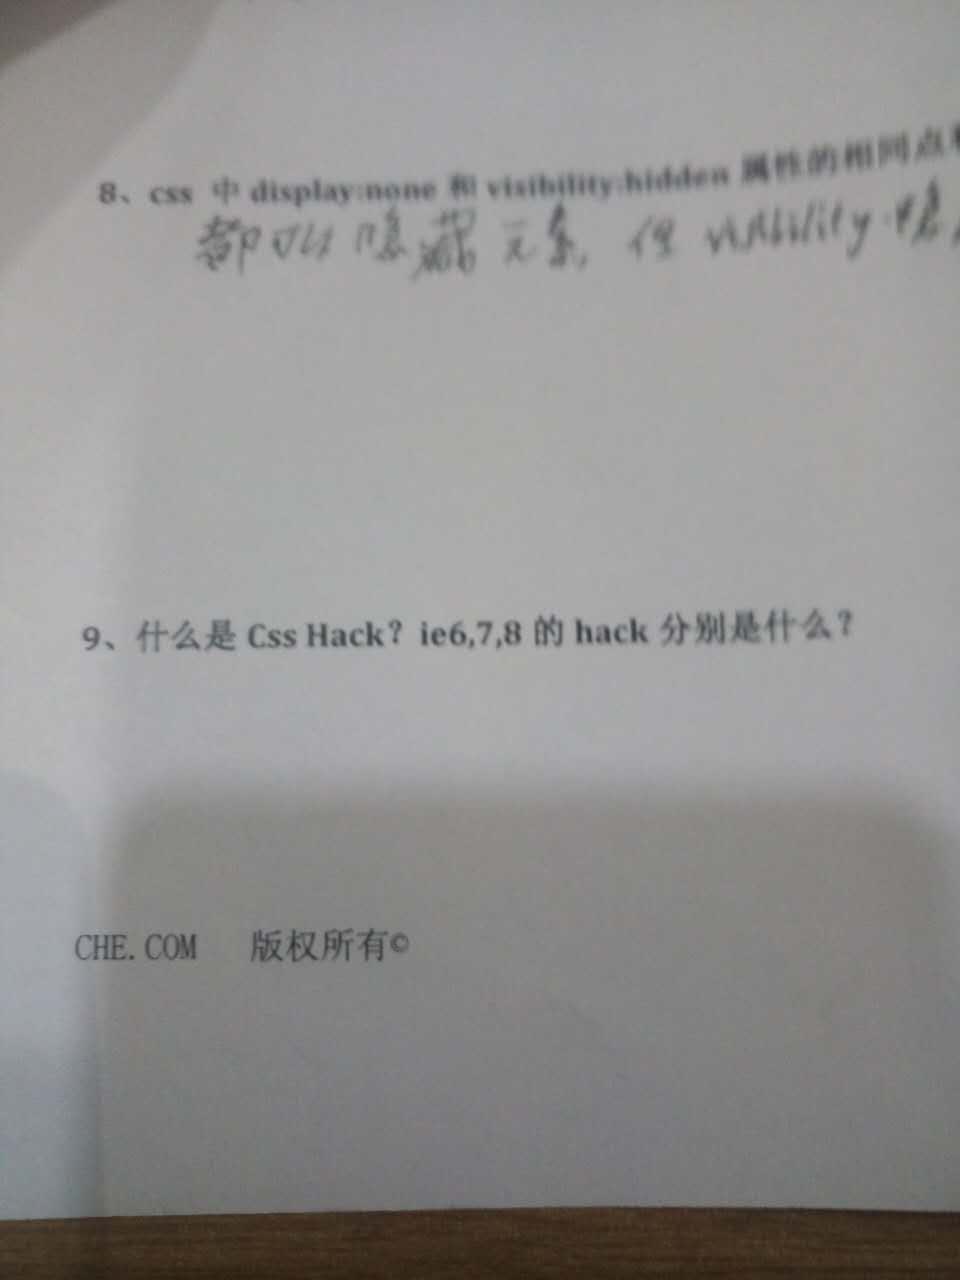 8、css 中 display:none 和 visibility:hidden 属性的相同点
都可以隐藏元素，但 visibility 隐
9、什么是 Css Hack？ie6,7,8 的 hack 分别是什么？
CHE.COM 版权所有©